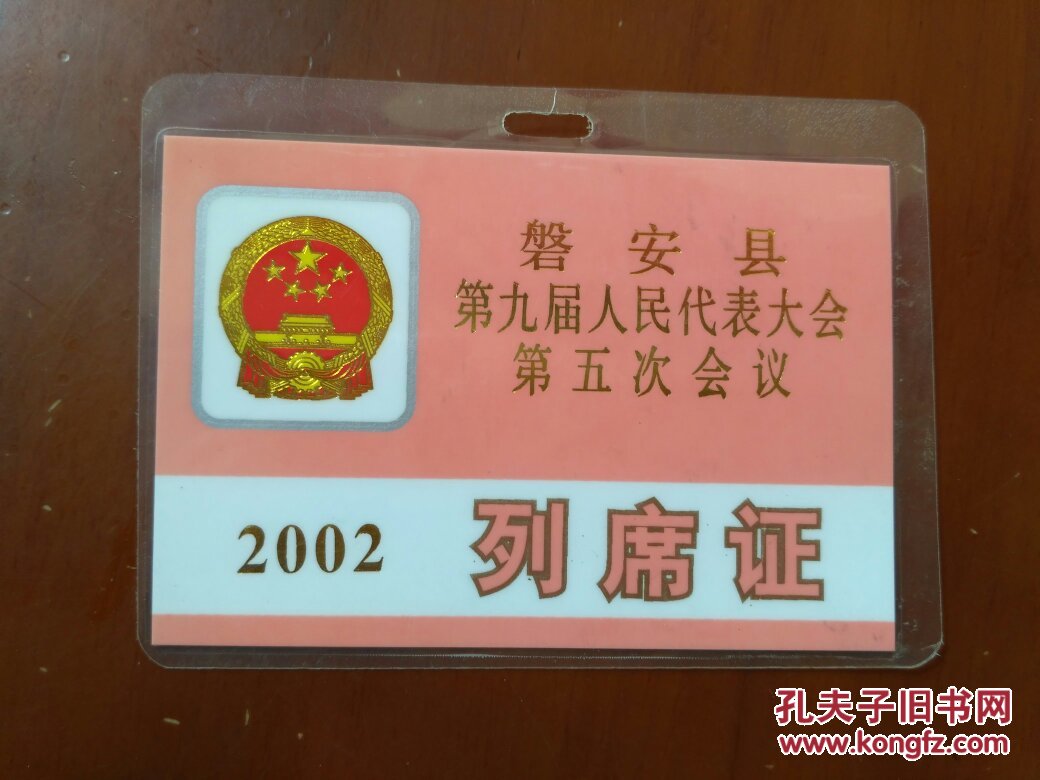 磐安县
第九届人民代表大会
第五次会议
2002 列席证
孔夫子旧书网
www.kongfz.com